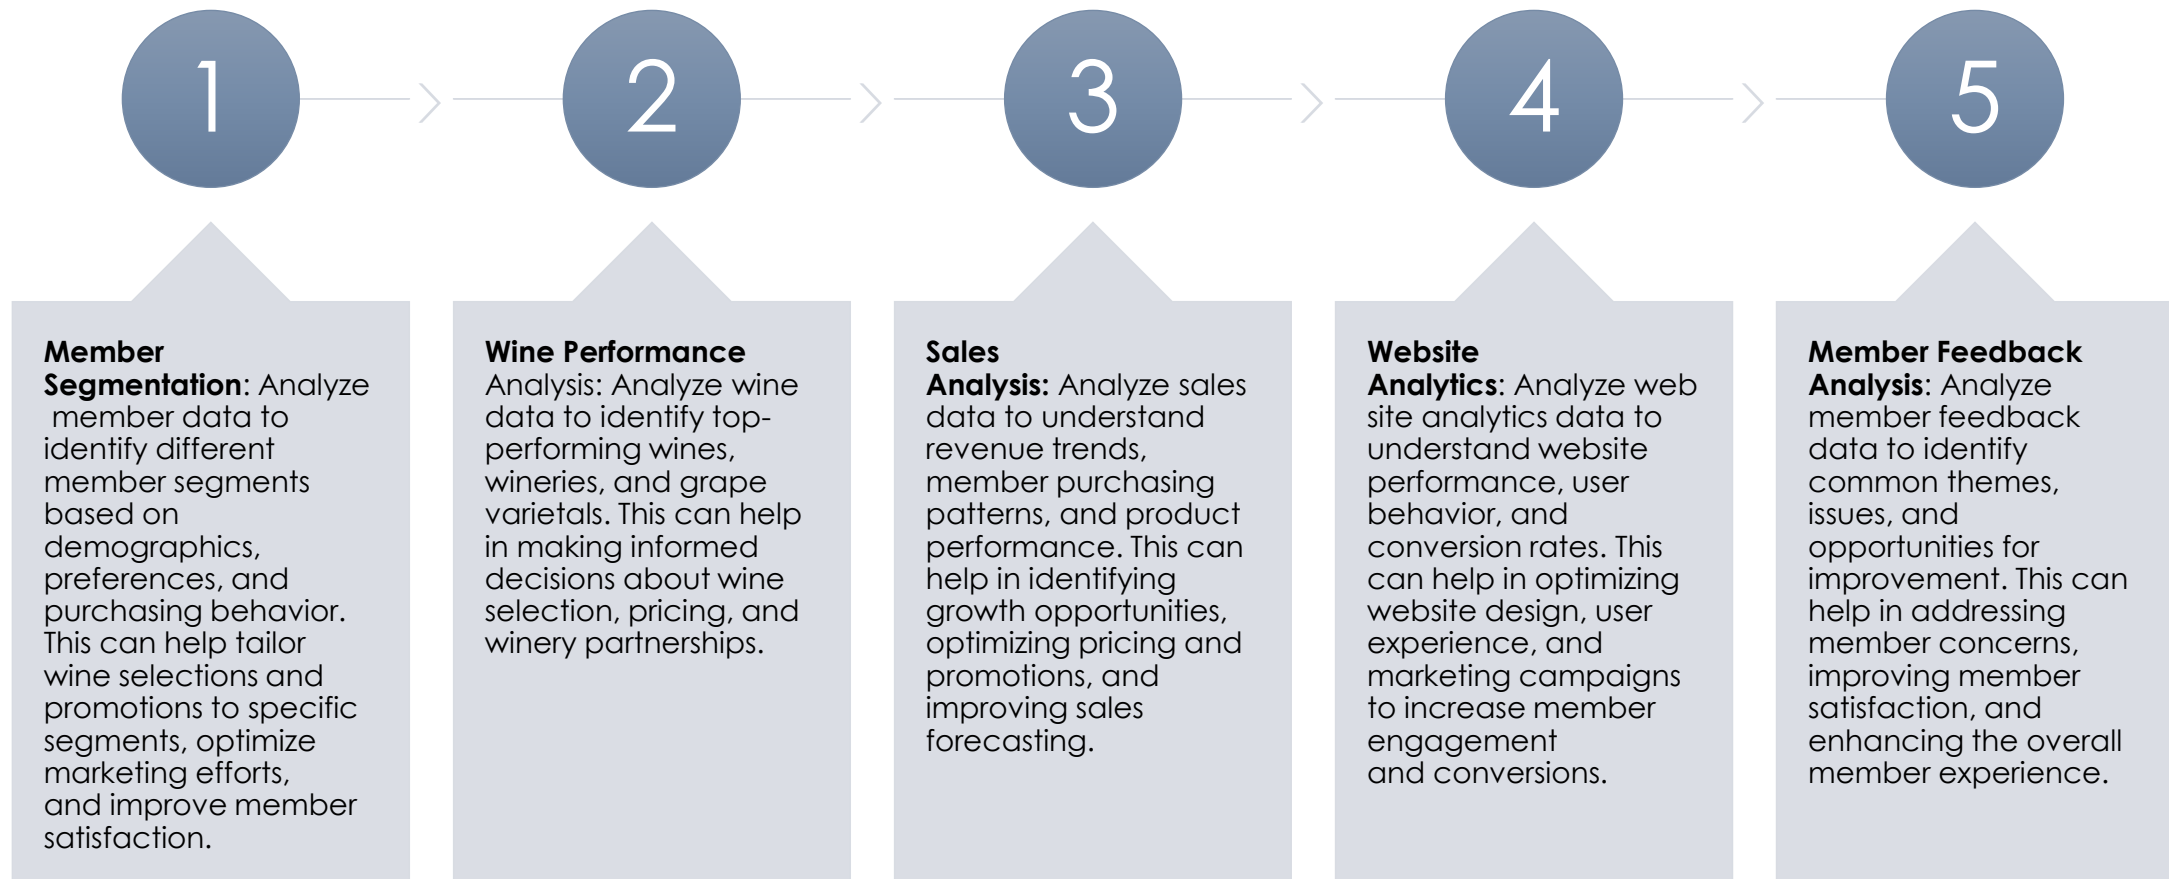 1
2
3
4
5
Member
Segmentation: Analyze
member data to
identify different
member segments
based on
demographics,
preferences, and
purchasing behavior.
This can help tailor
wine selections and
promotions to specific
segments, optimize
marketing efforts,
and improve member
satisfaction.
Wine Performance
Analysis: Analyze wine
data to identify top-
performing wines,
wineries, and grape
varietals. This can help
in making informed
decisions about wine
selection, pricing, and
winery partnerships.
Sales
Analysis: Analyze sales
data to understand
revenue trends,
member purchasing
patterns, and product
performance. This can
help in identifying
growth opportunities,
optimizing pricing and
promotions, and
improving sales
forecasting.
Website
Analytics: Analyze web
site analytics data to
understand website
performance, user
behavior, and
conversion rates. This
can help in optimizing
website design, user
experience, and
marketing campaigns
to increase member
engagement
and conversions.
Member Feedback
Analysis: Analyze
member feedback
data to identify
common themes,
issues, and
opportunities for
improvement. This can
help in addressing
member concerns,
improving member
satisfaction, and
enhancing the overall
member experience.